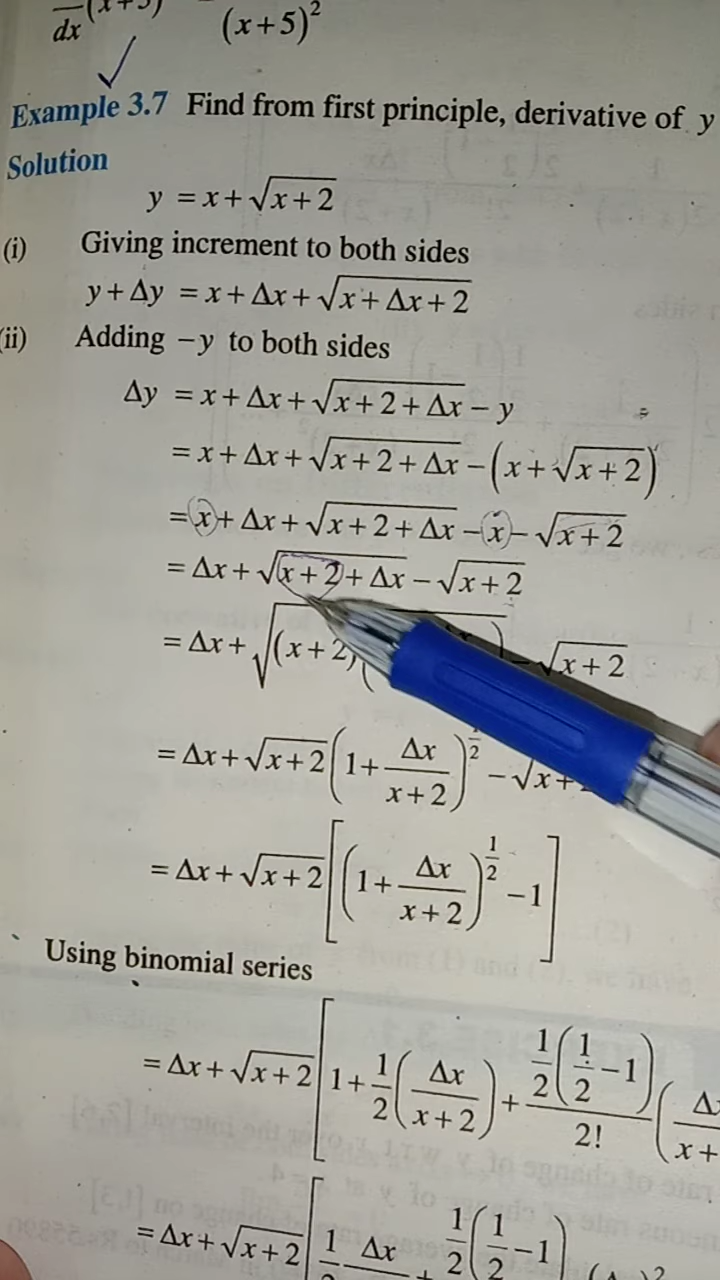 dx (x+5)²
Example 3.7 Find from first principle, derivative of y
Solution
y = x + √(x+2)
(i) Giving increment to both sides
y + Δy = x + Δx + √(x + Δx + 2)
(ii) Adding −y to both sides
Δy = x + Δx + √(x + 2 + Δx) − y
= x + Δx + √(x + 2 + Δx) − (x + √(x+2))
= x + Δx + √(x + 2 + Δx) − x − √(x+2)
= Δx + √(x + 2 + Δx) − √(x+2)
= Δx + √((x+2) √(x+2)
= Δx + √(x+2) (1 + Δx/(x+2))^(1/2) − √x+
= Δx + √(x+2) [(1 + Δx/(x+2))^(1/2) − 1]
Using binomial series
= Δx + √(x+2) [1 + 1/2 (Δx/(x+2)) + 1/2 (1/2 − 1)/2! (Δ/x+
= Δx + √(x+2) [1 Δx + 1/2 (1/2 − 1)